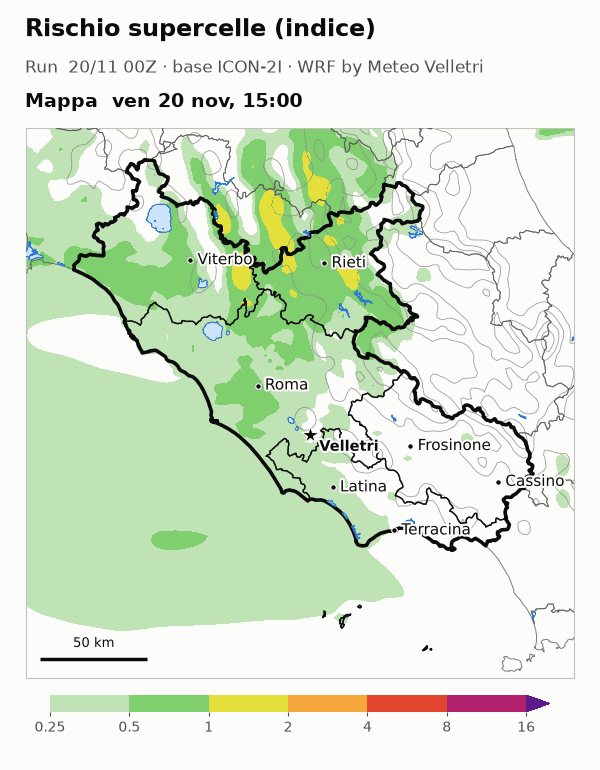 Rischio supercelle (indice)
Run  20/11 00Z · base ICON-2I · WRF by Meteo Velletri
Mappa  ven 20 nov, 15:00
Viterbo
Rieti
Roma
Velletri
Frosinone
Latina
Cassino
Terracina
50 km
0.25 0.5 1 2 4 8 16